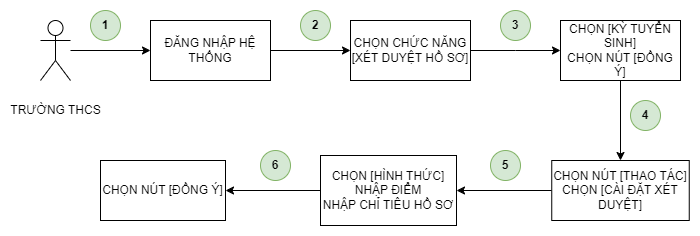 1
2
3
TRƯỜNG THCS
ĐĂNG NHẬP HỆ
THỐNG
CHỌN CHỨC NĂNG
[XÉT DUYỆT HỒ SƠ]
CHỌN [KỲ TUYỂN
SINH]
CHỌN NÚT [ĐỒNG
Ý]
4
CHỌN NÚT [THAO TÁC]
CHỌN [CÀI ĐẶT XÉT
DUYỆT]
5
CHỌN [HÌNH THỨC]
NHẬP ĐIỂM
NHẬP CHỈ TIÊU HỒ SƠ
6
CHỌN NÚT [ĐỒNG Ý]